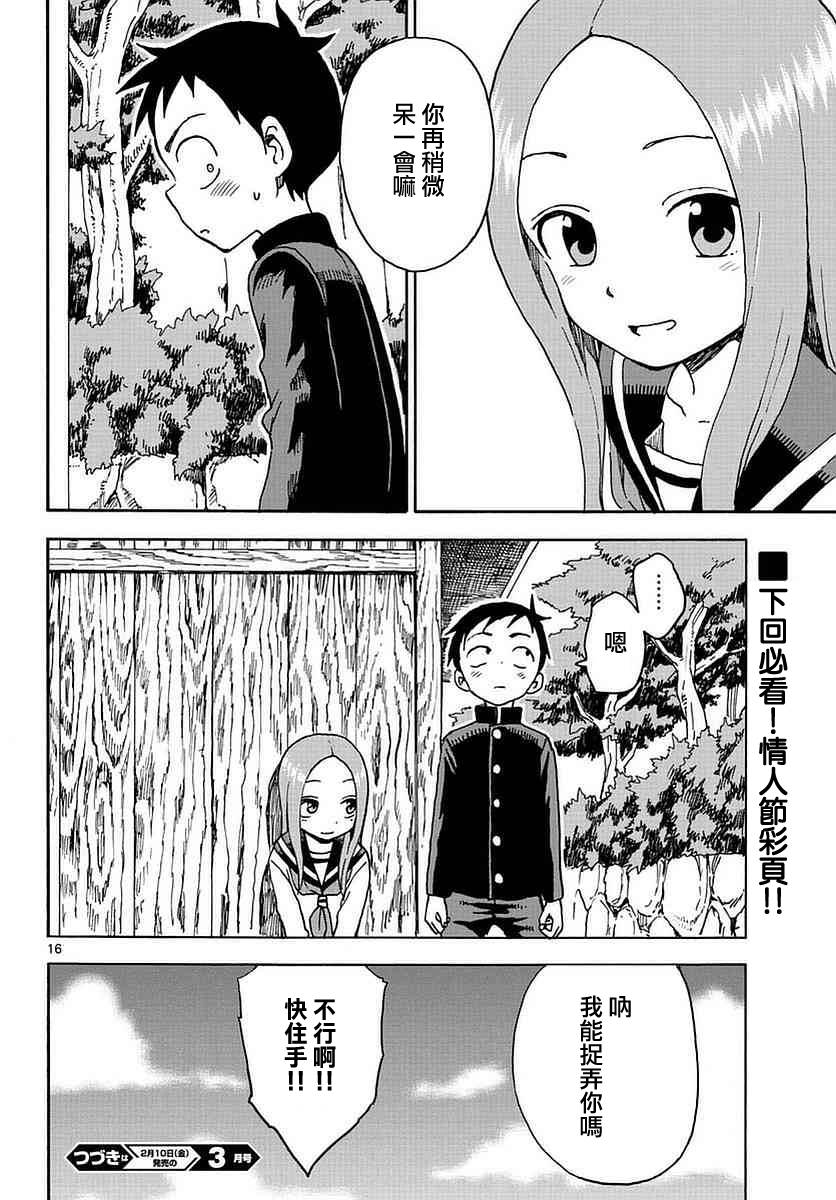 你再稍微
呆一會嘛
……
嗯
■下回必看！情人節彩頁!!
16
吶
我能捉弄你嗎
不行啊!!
快住手!!
つづきは
2月10日(金)
発売の
3月号